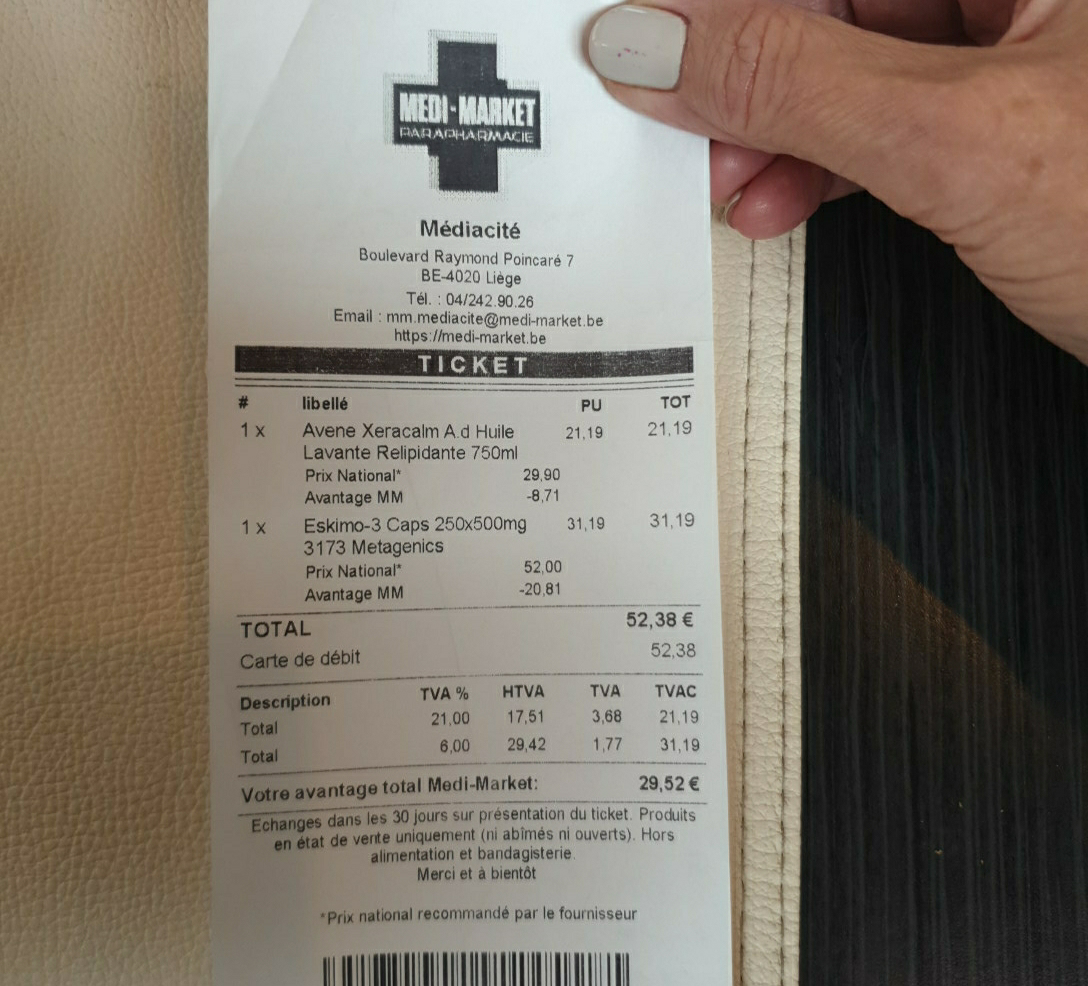 MEDI-MARKET
PARAPHARMACIE
Médiacité
Boulevard Raymond Poincaré 7
BE-4020 Liège
Tél. : 04/242.90.26
Email : mm.mediacite@medi-market.be
https://medi-market.be
TICKET
# libellé PU TOT
1 x Avene Xeracalm A.d Huile 21,19 21,19
Lavante Relipidante 750ml
Prix National* 29,90
Avantage MM -8,71
1 x Eskimo-3 Caps 250x500mg 31,19 31,19
3173 Metagenics
Prix National* 52,00
Avantage MM -20,81
TOTAL 52,38 €
Carte de débit 52,38
Description TVA % HTVA TVA TVAC
Total 21,00 17,51 3,68 21,19
Total 6,00 29,42 1,77 31,19
Votre avantage total Medi-Market: 29,52 €
Echanges dans les 30 jours sur présentation du ticket. Produits
en état de vente uniquement (ni abîmés ni ouverts). Hors
alimentation et bandagisterie.
Merci et à bientôt
*Prix national recommandé par le fournisseur